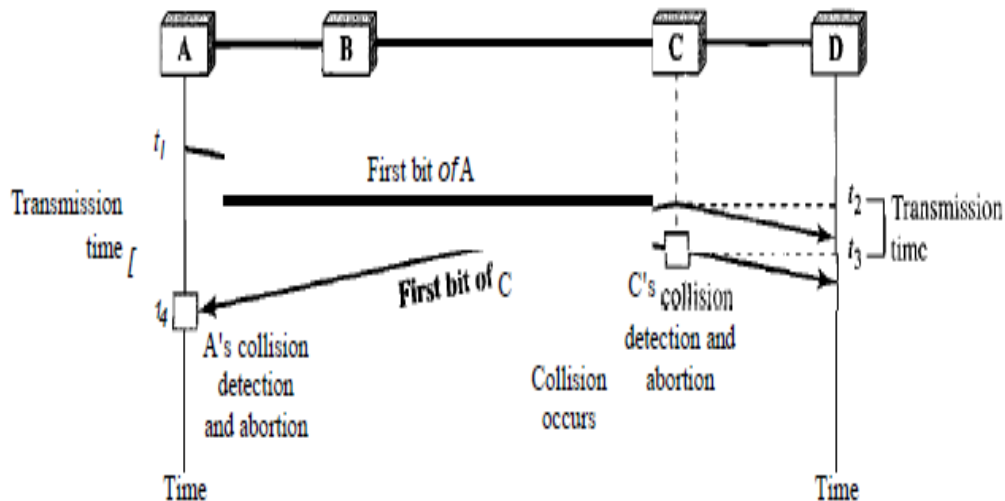 A
B
C
D
t1
First bit of A
Transmission
time [
t2
Transmission
time
t3
First bit of C
t4
C's collision
detection and
abortion
A's collision
detection
and abortion
Collision
occurs
Time
Time